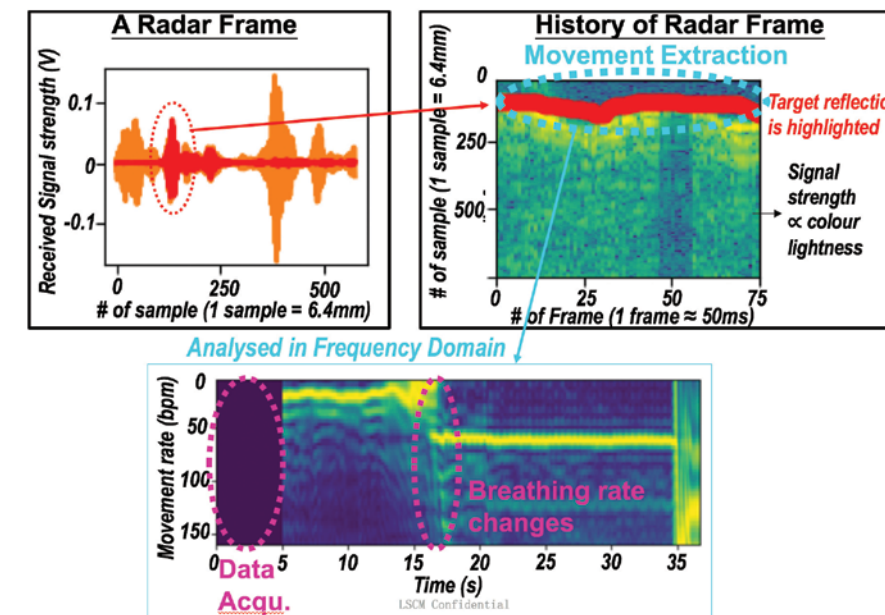 A Radar Frame
Received Signal strength (V)
0.1
0
-0.1
0 250 500
# of sample (1 sample = 6.4mm)
History of Radar Frame
Movement Extraction
# of sample (1 sample = 6.4mm)
0
250
500
0 25 50 75
# of Frame (1 frame ≈ 50ms)
Target reflectio
is highlighted
Signal
strength
∝ colour
lightness
Analysed in Frequency Domain
Movement rate (bpm)
0
50
100
150
0 5 10 15 20 25 30 35
Time (s)
Data
Acqu.
Breathing rate
changes
LSCM Confidential